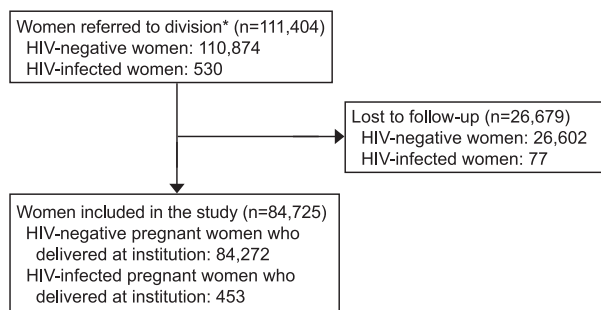 Women referred to division* (n=111,404)
HIV-negative women: 110,874
HIV-infected women: 530
Lost to follow-up (n=26,679)
HIV-negative women: 26,602
HIV-infected women: 77
Women included in the study (n=84,725)
HIV-negative pregnant women who
delivered at institution: 84,272
HIV-infected pregnant women who
delivered at institution: 453